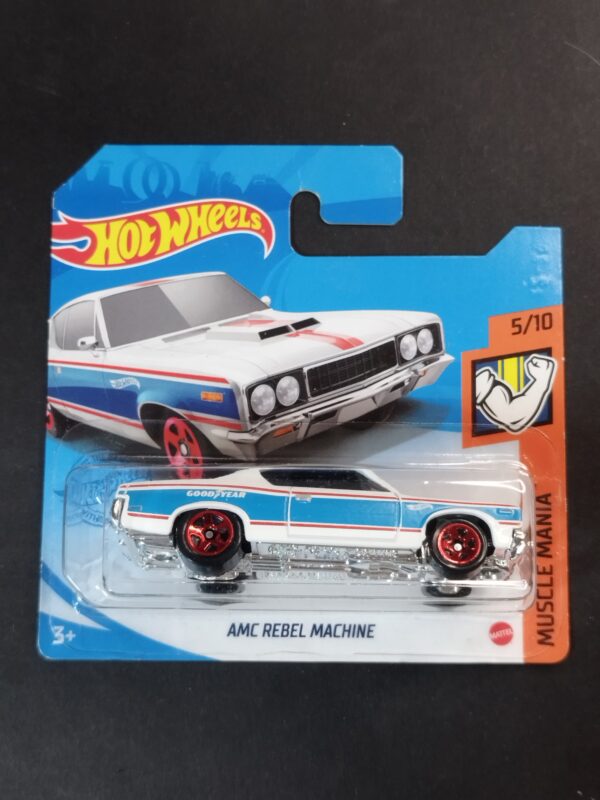 HOT WHEELS
5/10
MUSCLE MANIA
GOODYEAR
3+
AMC REBEL MACHINE
MATTEL